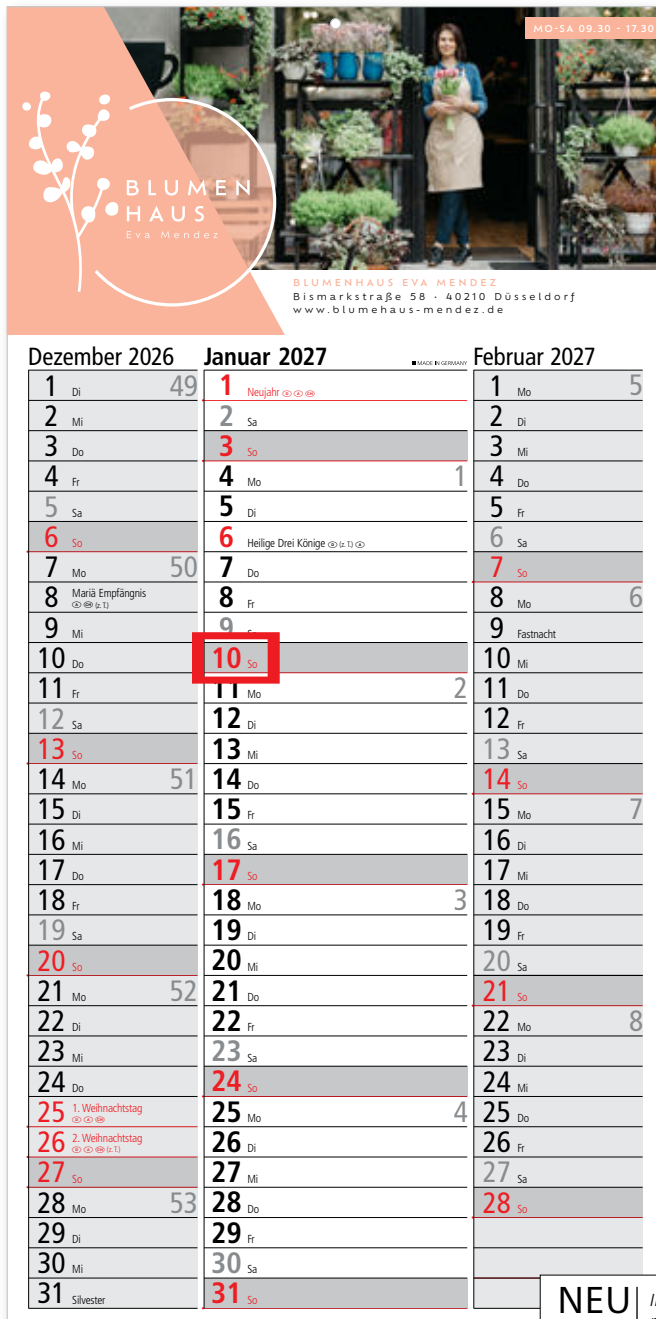 MO-SA 09.30 - 17.30
BLUMEN
HAUS
Eva Mendez
BLUMENHAUS EVA MENDEZ
Bismarkstraße 58 · 40210 Düsseldorf
www.blumehaus-mendez.de
Dezember 2026
1 Di 49
2 Mi
3 Do
4 Fr
5 Sa
6 So
7 Mo 50
8 Mariä Empfängnis
(z.T.)
9 Mi
10 Do
11 Fr
12 Sa
13 So
14 Mo 51
15 Di
16 Mi
17 Do
18 Fr
19 Sa
20 So
21 Mo 52
22 Di
23 Mi
24 Do
25 1. Weihnachtstag
26 2. Weihnachtstag
(z.T.)
27 So
28 Mo 53
29 Di
30 Mi
31 Silvester
Januar 2027 MADE IN GERMANY
1 Neujahr
2 Sa
3 So
4 Mo 1
5 Di
6 Heilige Drei Könige (z.T.)
7 Do
8 Fr
9
10 So
11 Mo 2
12 Di
13 Mi
14 Do
15 Fr
16 Sa
17 So
18 Mo 3
19 Di
20 Mi
21 Do
22 Fr
23 Sa
24 So
25 Mo 4
26 Di
27 Mi
28 Do
29 Fr
30 Sa
31 So
Februar 2027
1 Mo 5
2 Di
3 Mi
4 Do
5 Fr
6 Sa
7 So
8 Mo 6
9 Fastnacht
10 Mi
11 Do
12 Fr
13 Sa
14 So
15 Mo 7
16 Di
17 Mi
18 Do
19 Fr
20 Sa
21 So
22 Mo 8
23 Di
24 Mi
25 Do
26 Fr
27 Sa
28 So
NEU